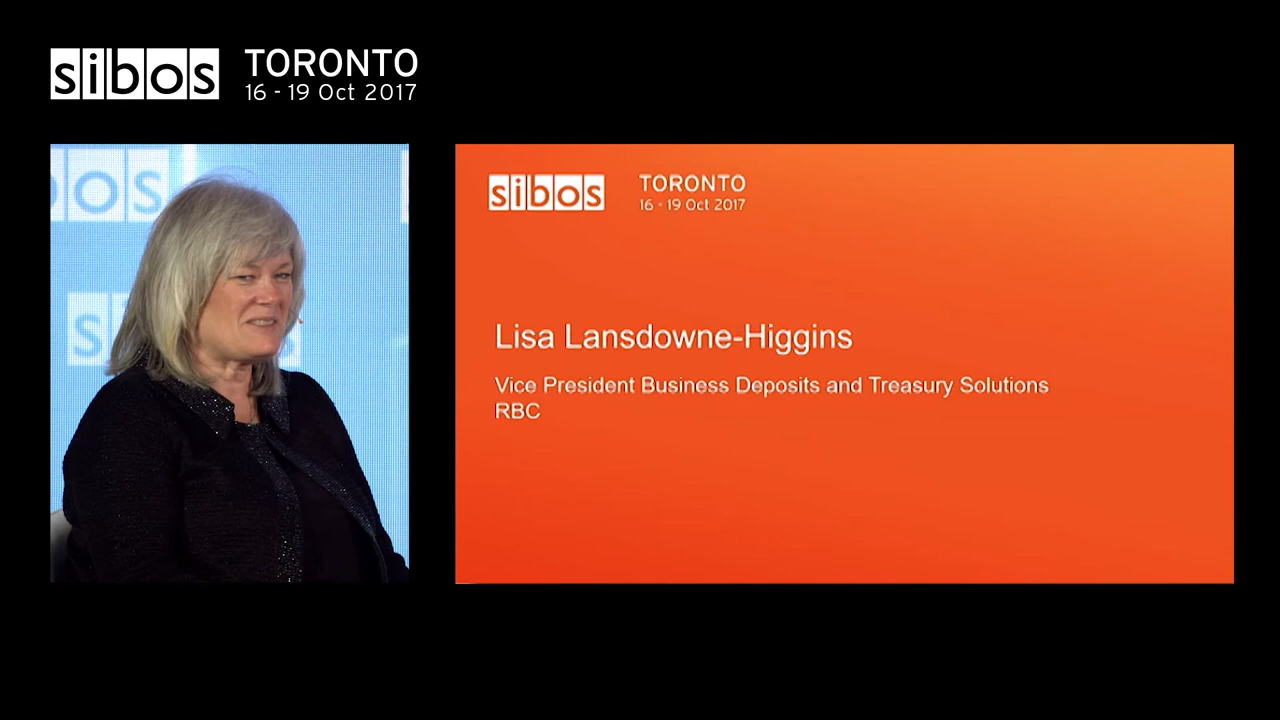 sibos TORONTO
16 - 19 Oct 2017
bos
s
sibos TORONTO
16 - 19 Oct 2017
Lisa Lansdowne-Higgins
Vice President Business Deposits and Treasury Solutions
RBC